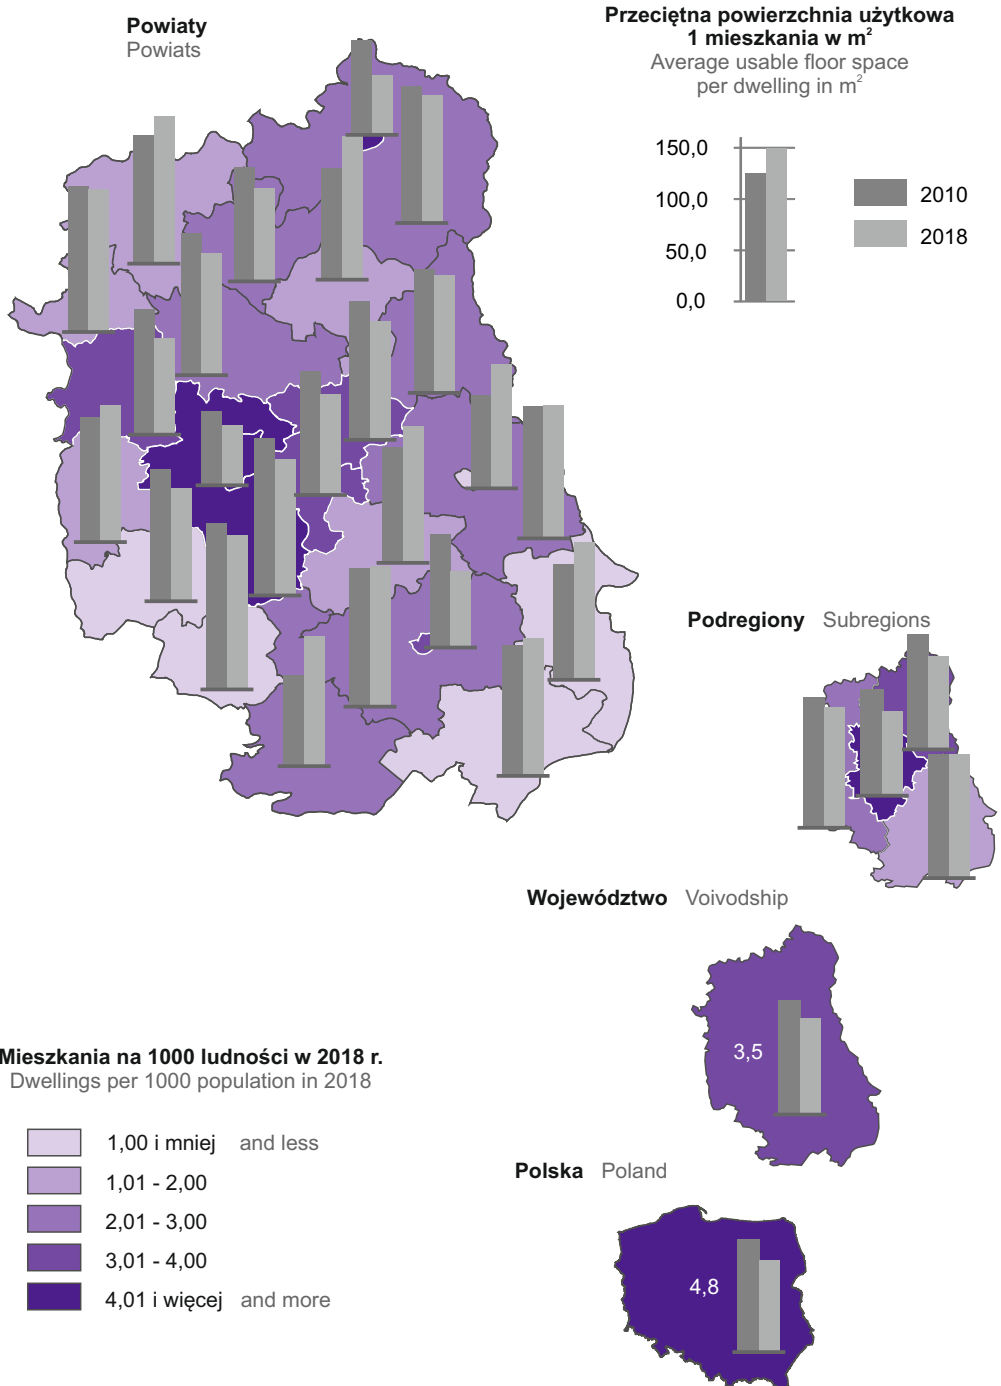 Powiaty
Powiats
Przeciętna powierzchnia użytkowa
1 mieszkania w m²
Average usable floor space
per dwelling in m²
150,0
100,0
50,0
0,0
2010
2018
Podregiony Subregions
Województwo Voivodship
3,5
Mieszkania na 1000 ludności w 2018 r.
Dwellings per 1000 population in 2018
1,00 i mniej and less
1,01 - 2,00
2,01 - 3,00
3,01 - 4,00
4,01 i więcej and more
Polska Poland
4,8